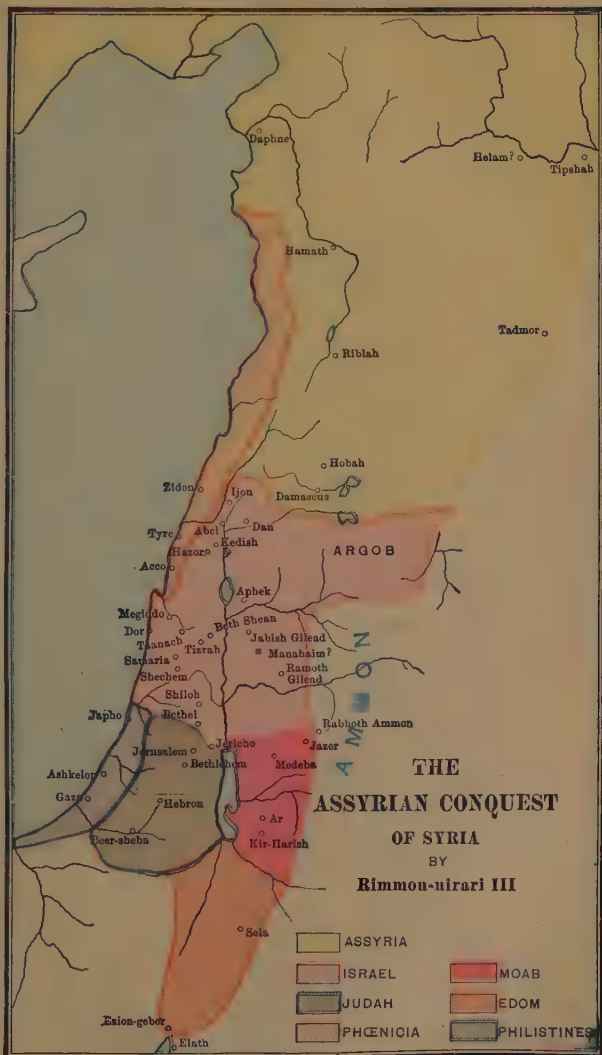 Daphne
Helam?
Tipshah
Hamath
Tadmor
Riblah
Hobah
Zidon
Ijon
Damascus
Abel
Dan
Tyre
Kedish
Hazor
ARGOB
Acco
Aphek
Megiddo
Dor
Beth Shean
Taanach
Jabish Gilead
Tizrah
Manahaim?
Samaria
Ramoth
Gilead
Shechem
AMMON
Shiloh
Japho
Bethel
Rabboth Ammon
Jericho
Jazer
Jerusalem
Medeba
Bethlehem
Ashkelon
Gaza
Hebron
Ar
Beer-sheba
Kir-Harish
THE
ASSYRIAN CONQUEST
OF SYRIA
BY
Rimmon-nirari III
Sela
ASSYRIA
ISRAEL
MOAB
JUDAH
EDOM
PHŒNICIA
PHILISTINES
Ezion-geber
Elath